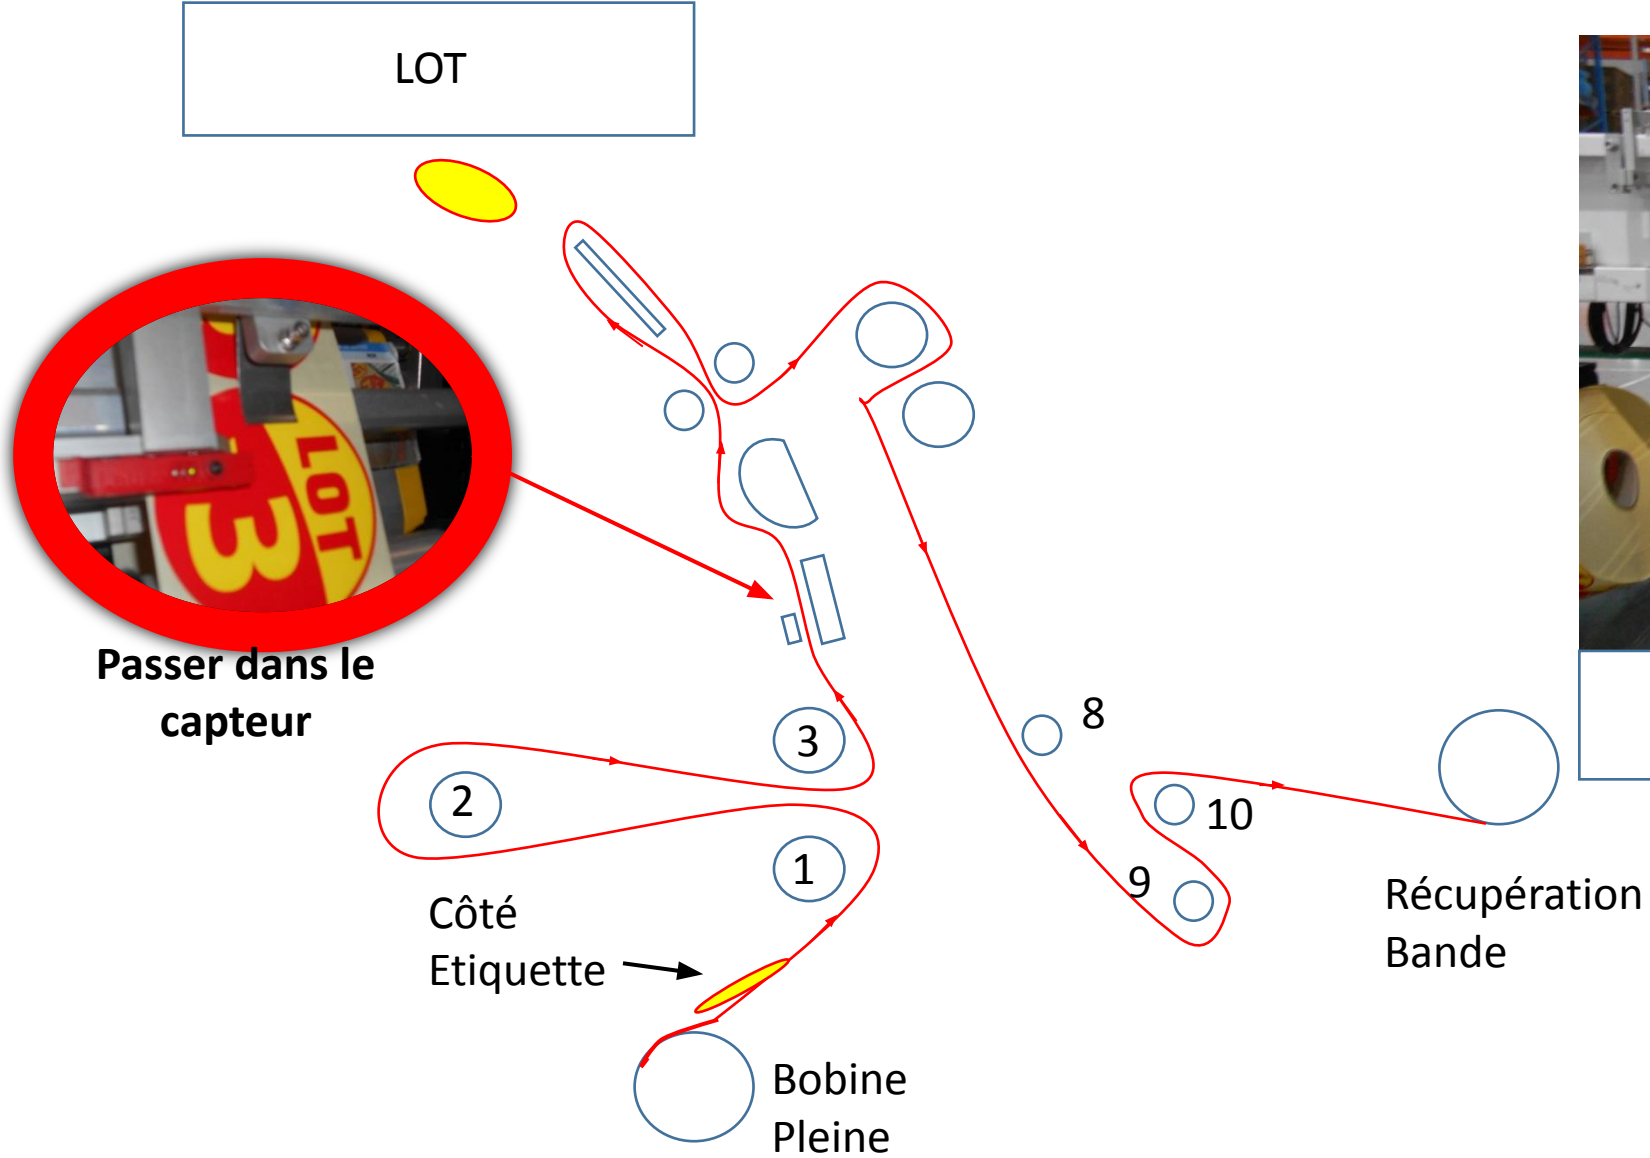 LOT
LOT
3
Passer dans le
capteur
3
2
1
8
10
9
Côté
Etiquette
Récupération
Bande
Bobine
Pleine